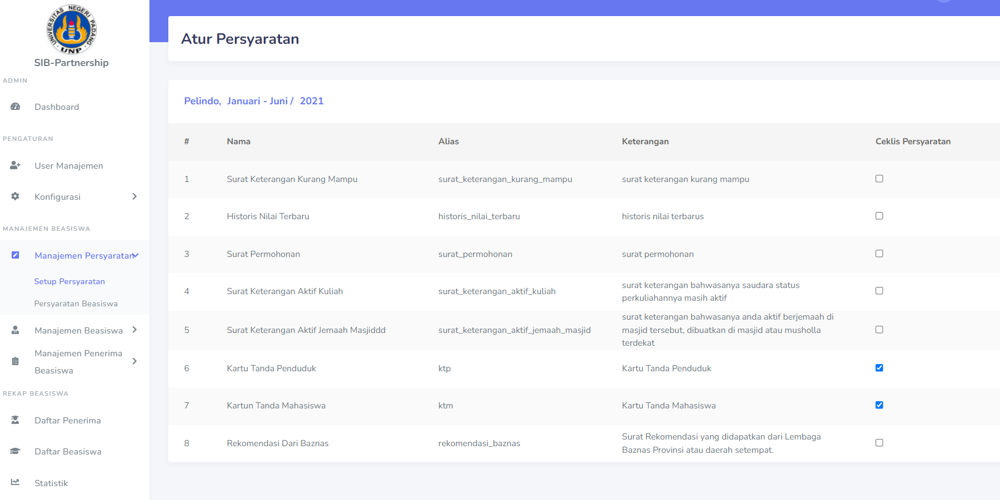 UNIVERSITAS NEGERI PADANG
UNP
SIB-Partnership
ADMIN
Dashboard
PENGATURAN
User Manajemen
Konfigurasi
MANAJEMEN BEASISWA
Manajemen Persyaratan
Setup Persyaratan
Persyaratan Beasiswa
Manajemen Beasiswa
Manajemen Penerima
Beasiswa
REKAP BEASISWA
Daftar Penerima
Daftar Beasiswa
Statistik
Atur Persyaratan
Pelindo, Januari - Juni / 2021
# Nama Alias Keterangan Ceklis Persyaratan
1 Surat Keterangan Kurang Mampu surat_keterangan_kurang_mampu surat keterangan kurang mampu
2 Historis Nilai Terbaru historis_nilai_terbaru historis nilai terbarus
3 Surat Permohonan surat_permohonan surat permohonan
4 Surat Keterangan Aktif Kuliah surat_keterangan_aktif_kuliah surat keterangan bahwasanya saudara status
perkuliahannya masih aktif
5 Surat Keterangan Aktif Jemaah Masjiddd surat_keterangan_aktif_jemaah_masjid surat keterangan bahwasanya anda aktif berjemaah di
masjid tersebut, dibuatkan di masjid atau musholla
terdekat
6 Kartu Tanda Penduduk ktp Kartu Tanda Penduduk
7 Kartun Tanda Mahasiswa ktm Kartu Tanda Mahasiswa
8 Rekomendasi Dari Baznas rekomendasi_baznas Surat Rekomendasi yang didapatkan dari Lembaga
Baznas Provinsi atau daerah setempat.